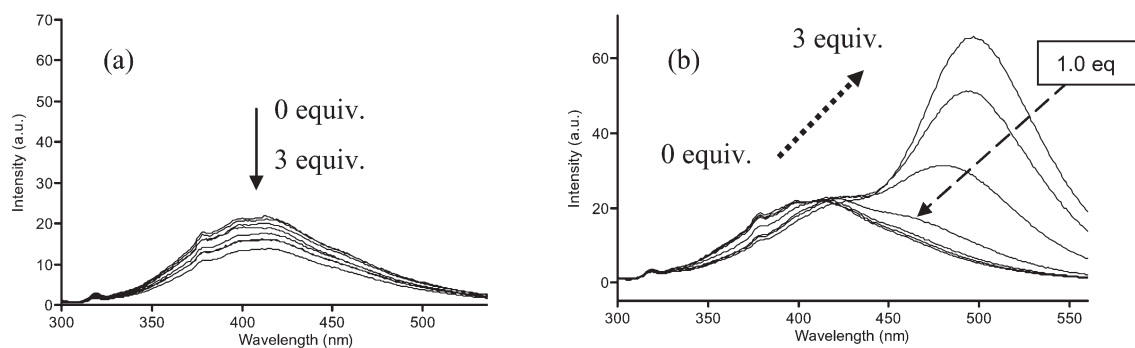 70
60
50
40
30
20
10
0
Intensity (a.u.)
(a)
0 equiv.
3 equiv.
300 350 400 450 500
Wavelength (nm)
60
40
20
0
Intensity (a.u.)
(b)
3 equiv.
1.0 eq
0 equiv.
300 350 400 450 500 550
Wavelength (nm)